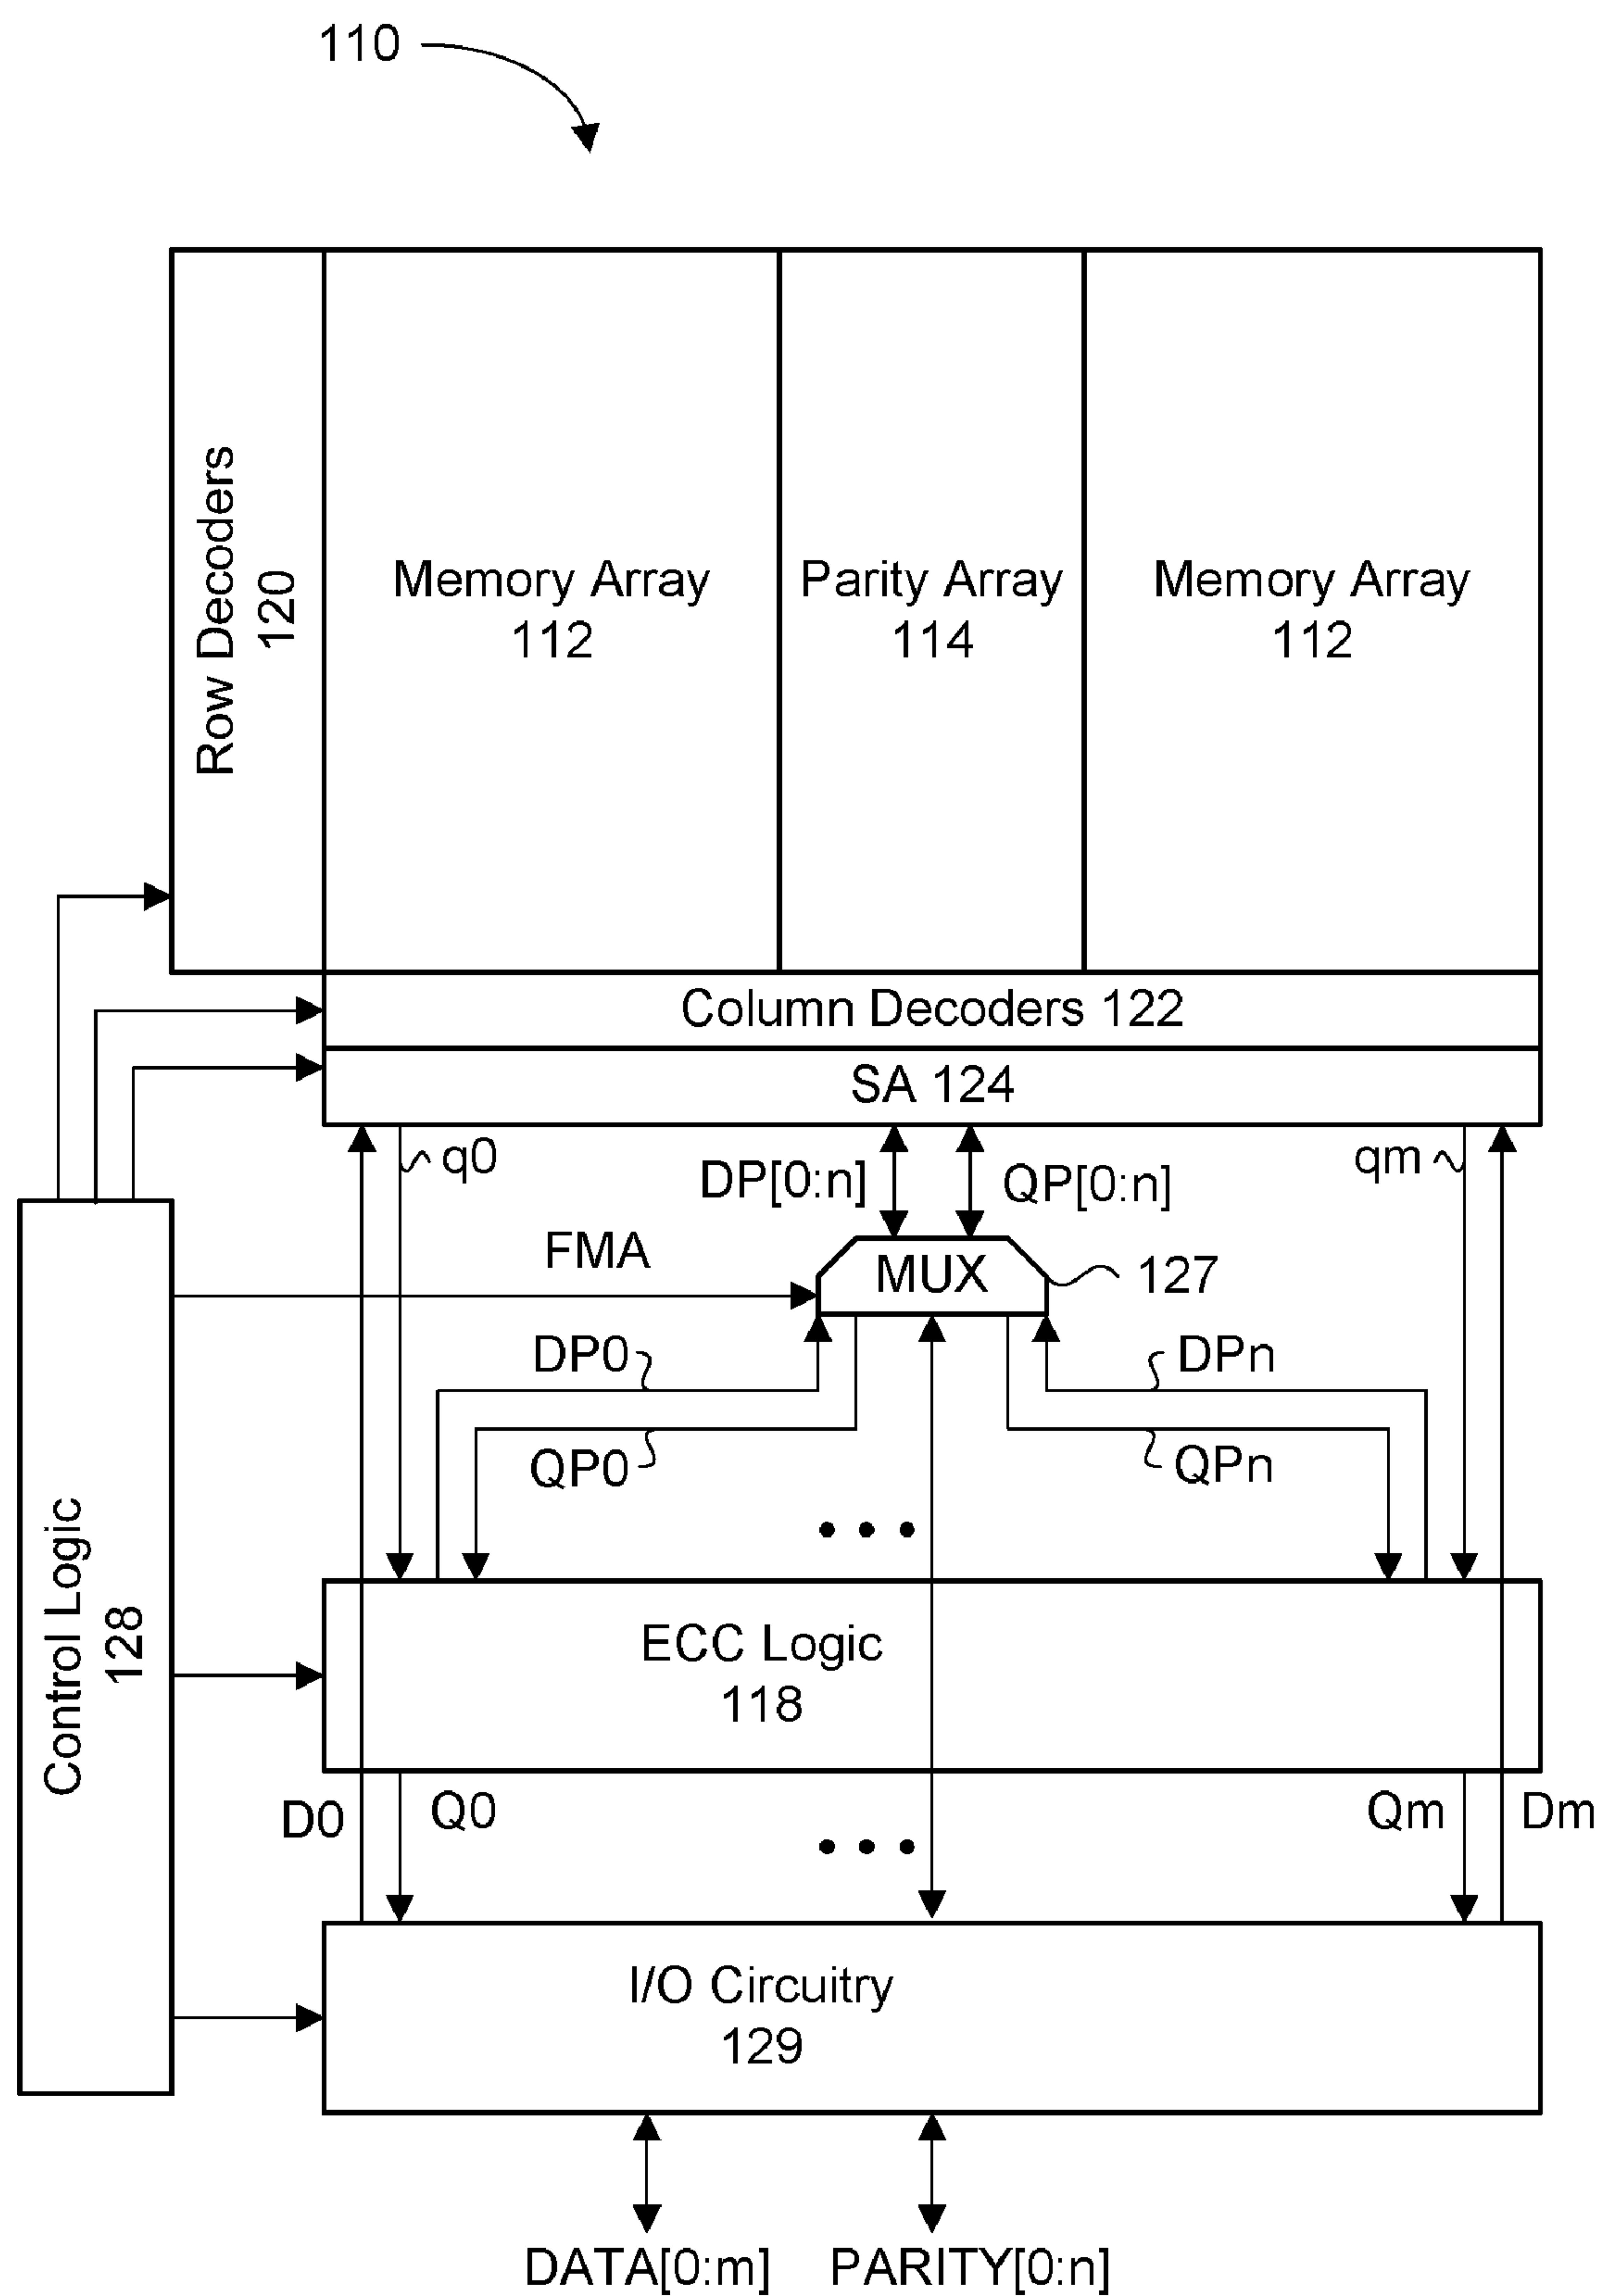 110
Row Decoders
120
Memory Array
112
Parity Array
114
Memory Array
112
Column Decoders 122
SA 124
q0
DP[0:n]
QP[0:n]
qm
FMA
MUX
127
DP0
DPn
QP0
QPn
• • •
Control Logic
128
ECC Logic
118
D0
Q0
Qm
Dm
• • •
I/O Circuitry
129
DATA[0:m]
PARITY[0:n]